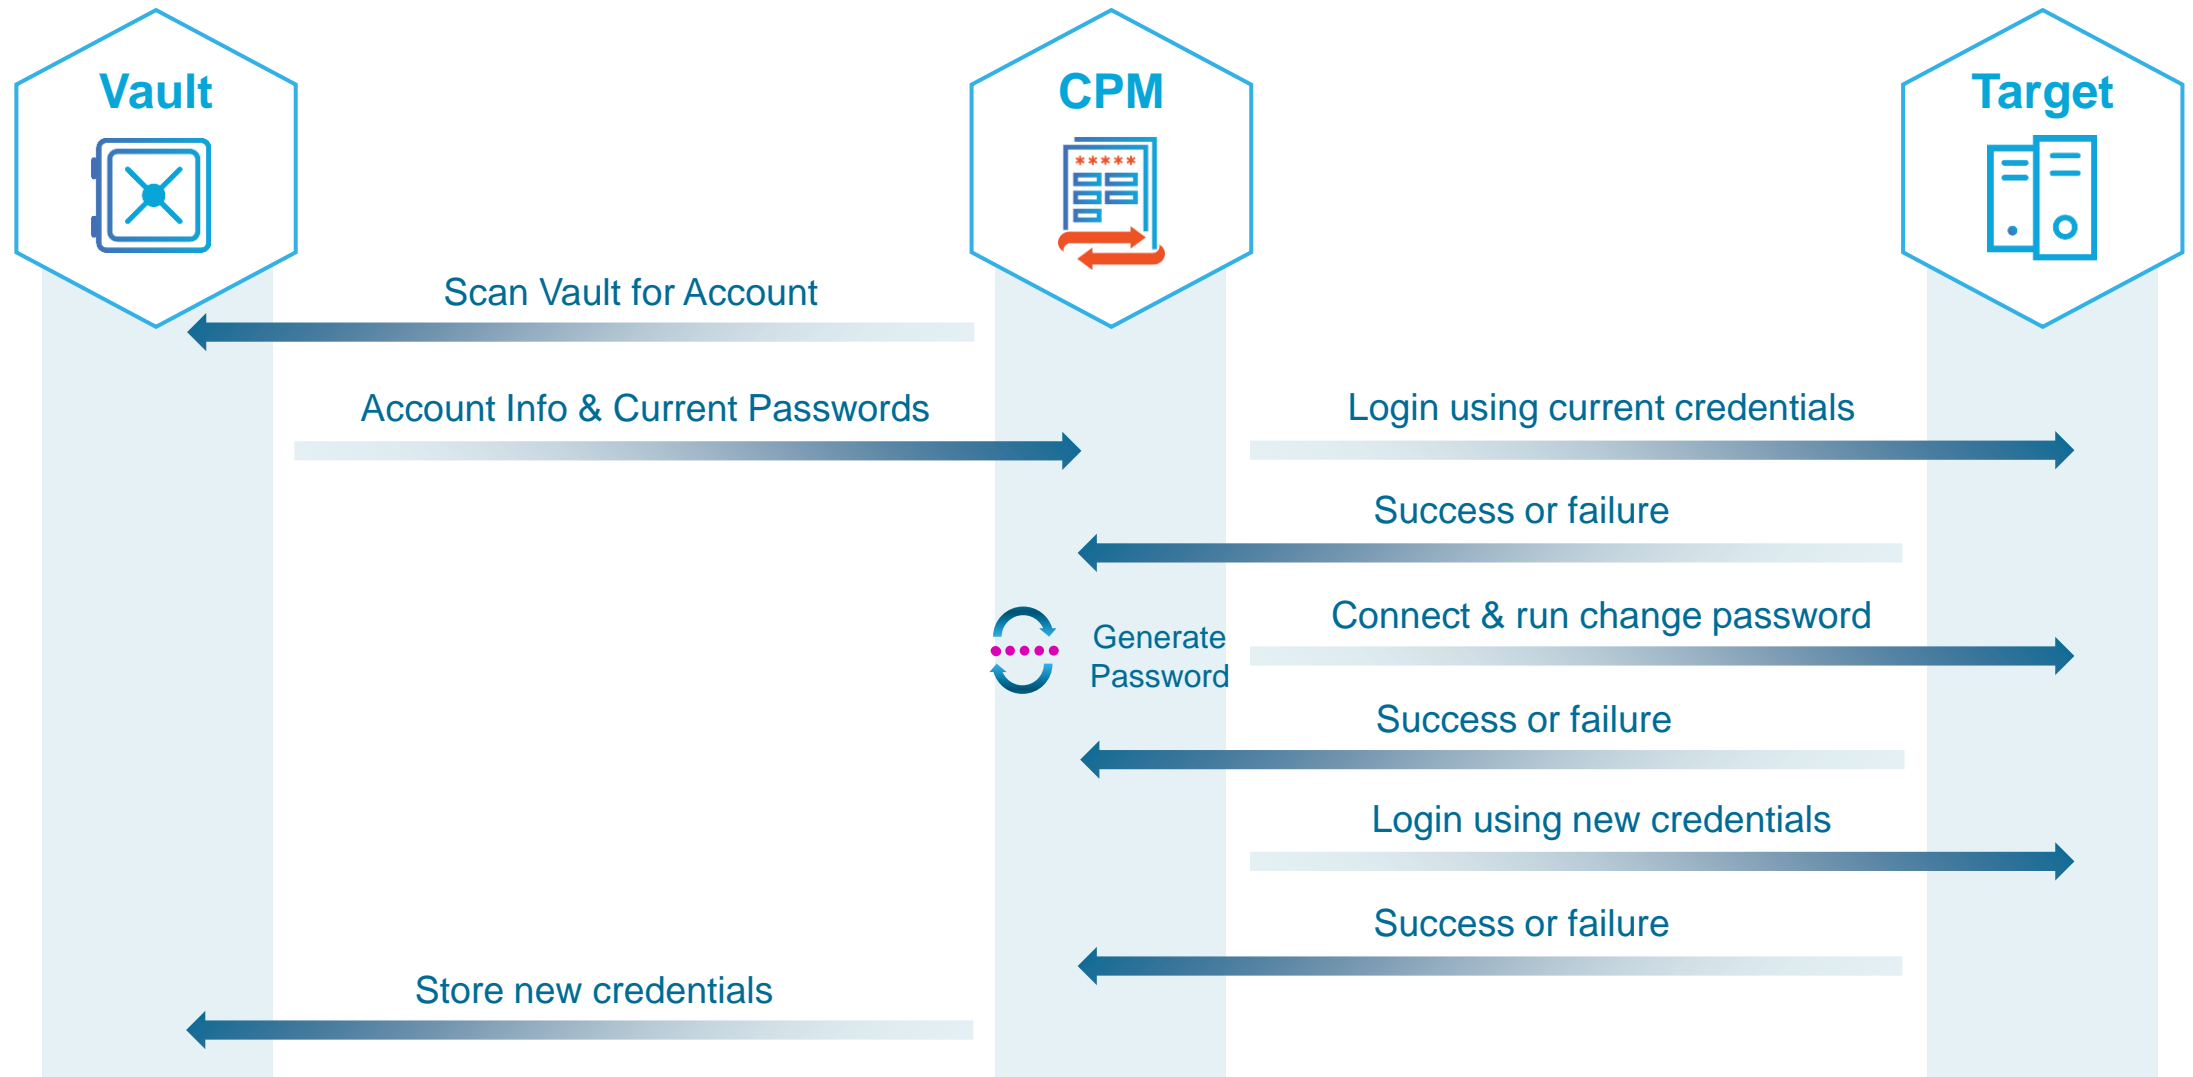 Vault
CPM
*****
Target
Scan Vault for Account
Account Info & Current Passwords
Login using current credentials
Success or failure
Generate
Password
Connect & run change password
Success or failure
Login using new credentials
Success or failure
Store new credentials